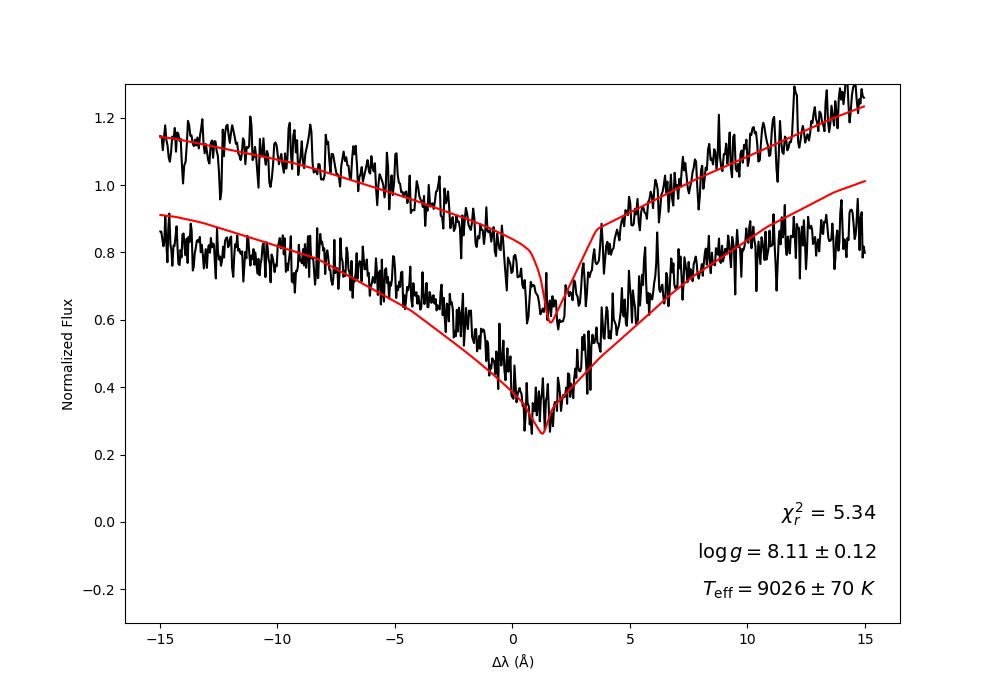 1.2
1.0
0.8
0.6
0.4
0.2
0.0
−0.2
Normalized Flux
χ²ᵣ = 5.34
log g = 8.11 ± 0.12
T_eff = 9026 ± 70 K
−15 −10 −5 0 5 10 15
Δλ (Å)